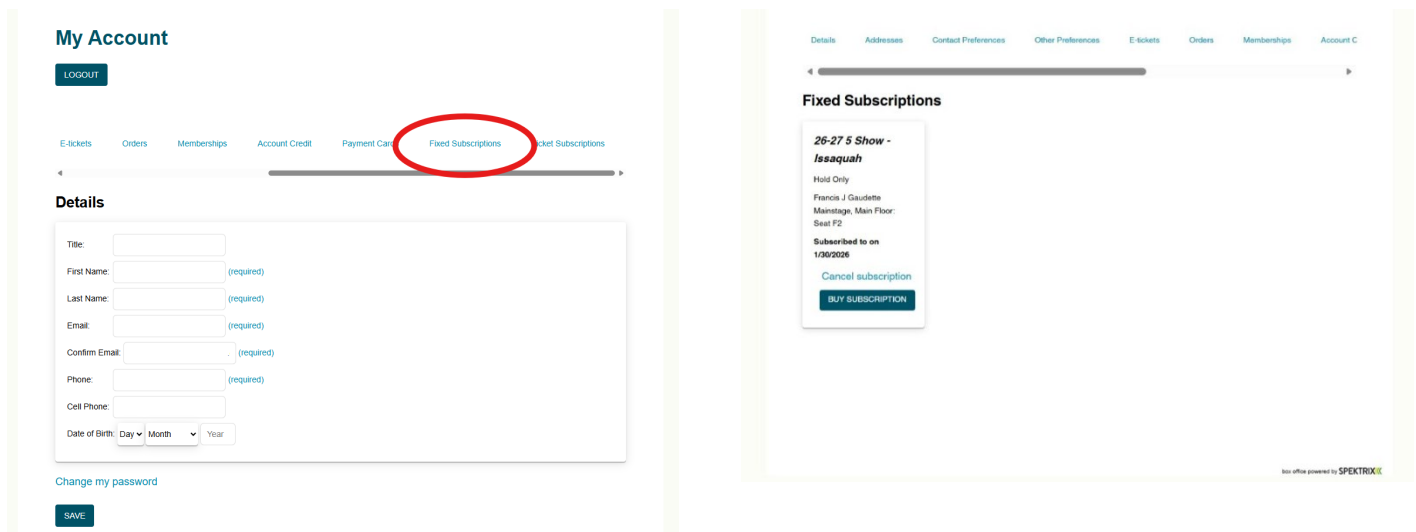 My Account
LOGOUT
E-tickets Orders Memberships Account Credit Payment Card Fixed Subscriptions Ticket Subscriptions
Details
Title:
First Name: (required)
Last Name: (required)
Email: (required)
Confirm Email: (required)
Phone: (required)
Cell Phone:
Date of Birth: Day Month Year
Change my password
SAVE
Details Addresses Contact Preferences Other Preferences E-tickets Orders Memberships Account C
Fixed Subscriptions
26-27 5 Show -
Issaquah
Hold Only
Francis J Gaudette
Mainstage, Main Floor:
Seat F2
Subscribed to on
1/30/2026
Cancel subscription
BUY SUBSCRIPTION
box office powered by SPEKTRIX